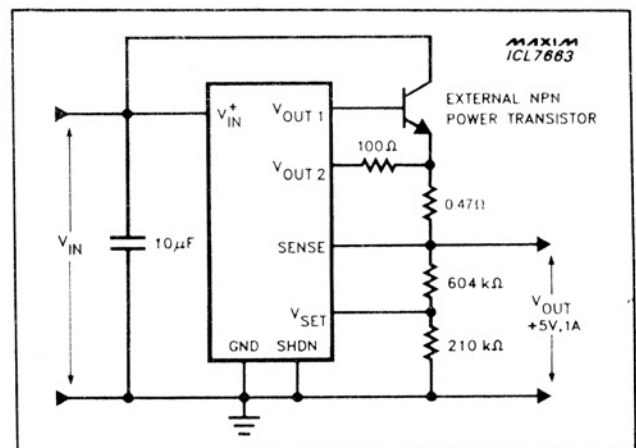 MAXIM
ICL7663
EXTERNAL NPN
POWER TRANSISTOR
V+IN
VOUT 1
100Ω
VOUT 2
0.47Ω
VIN
10µF
SENSE
604 kΩ
VOUT
+5V, 1A
VSET
210 kΩ
GND SHDN